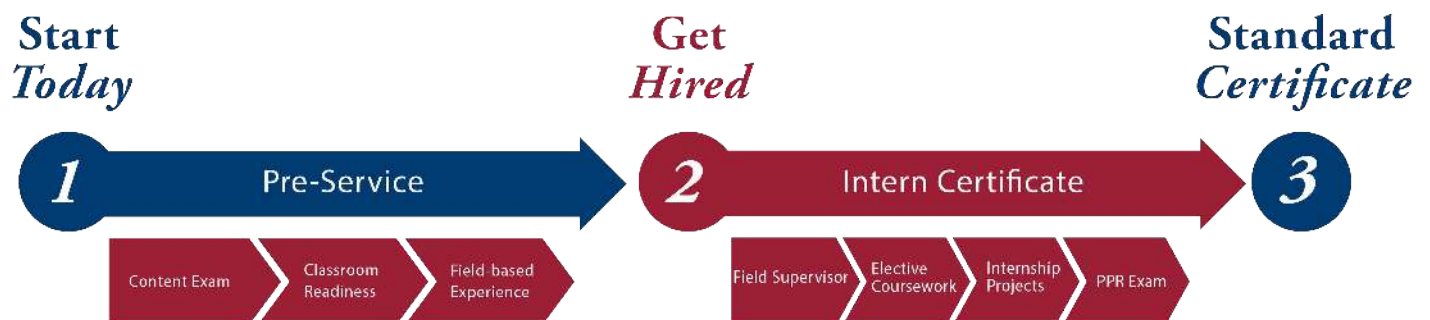 Start
Today
Get
Hired
Standard
Certificate
1
Pre-Service
2
Intern Certificate
3
Content Exam
Classroom
Readiness
Field-based
Experience
Field Supervisor
Elective
Coursework
Internship
Projects
PPR Exam